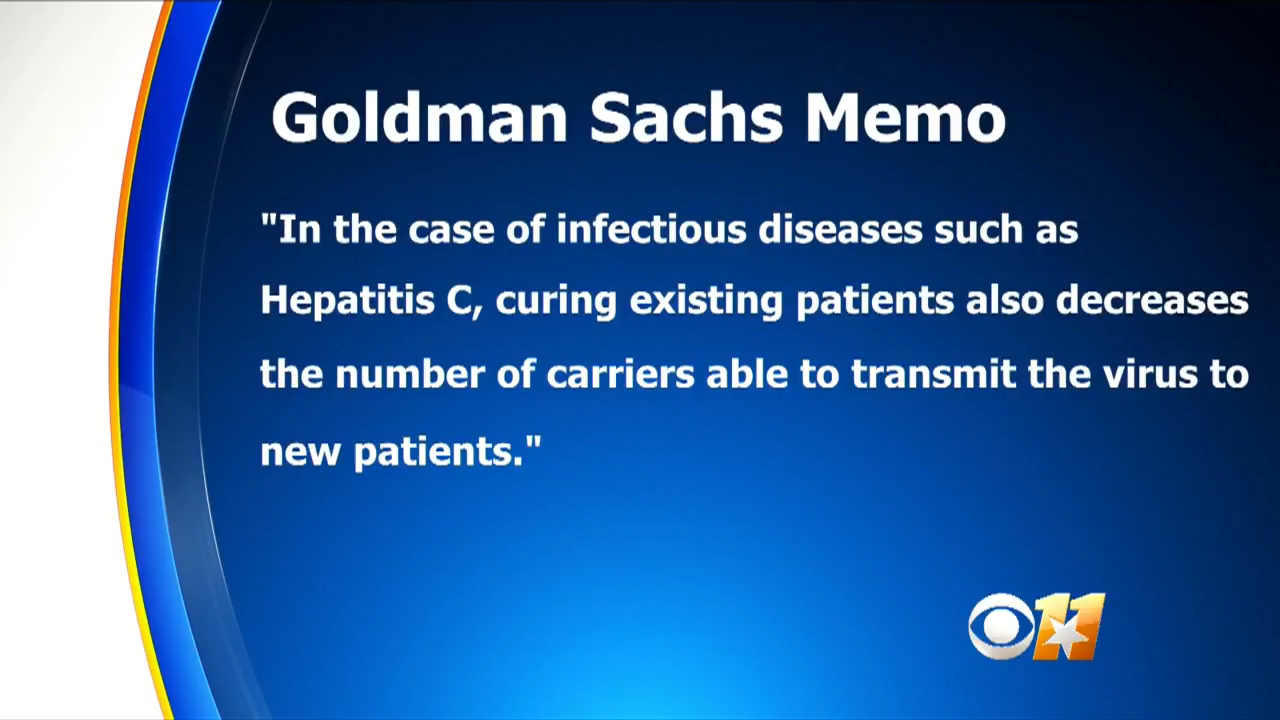 Goldman Sachs Memo
"In the case of infectious diseases such as
Hepatitis C, curing existing patients also decreases
the number of carriers able to transmit the virus to
new patients."
11